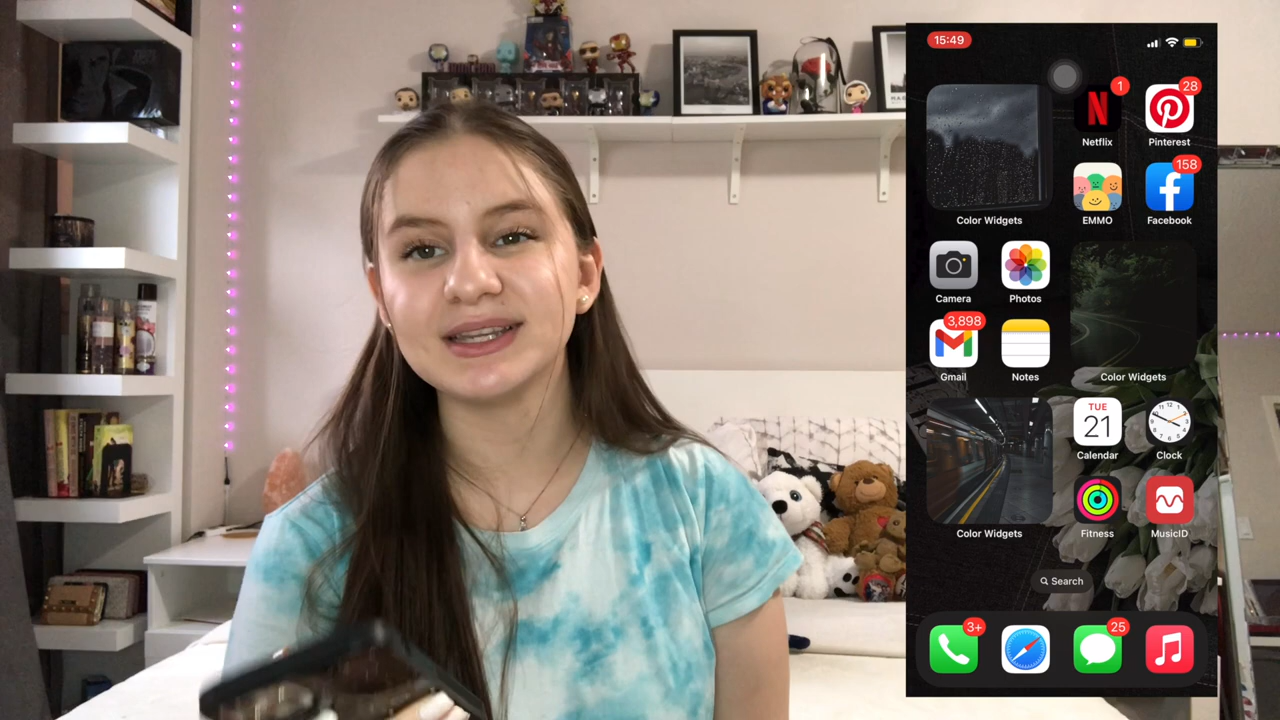 15:49
1
28
N
Netflix
Pinterest
158
Color Widgets
EMMO
Facebook
Camera
Photos
3,898
Gmail
Notes
Color Widgets
TUE
21
Calendar
Clock
Color Widgets
Fitness
MusicID
Search
3+
25